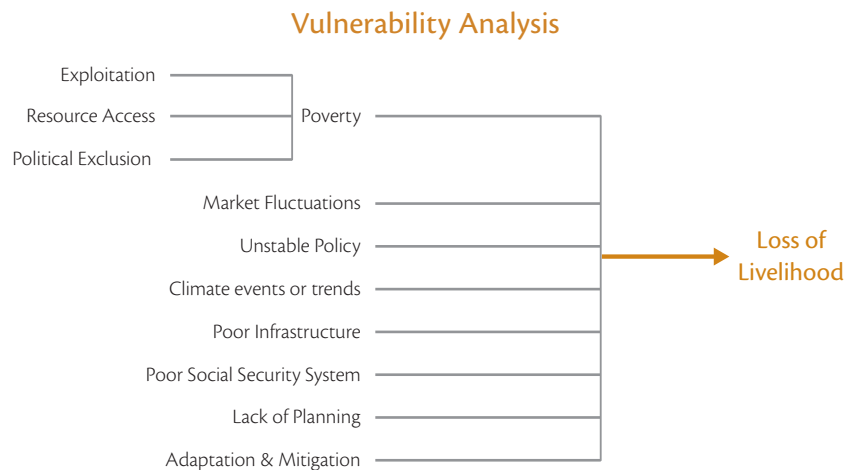 Vulnerability Analysis
Exploitation
Resource Access
Poverty
Political Exclusion
Market Fluctuations
Unstable Policy
Climate events or trends
Poor Infrastructure
Poor Social Security System
Lack of Planning
Adaptation & Mitigation
Loss of
Livelihood